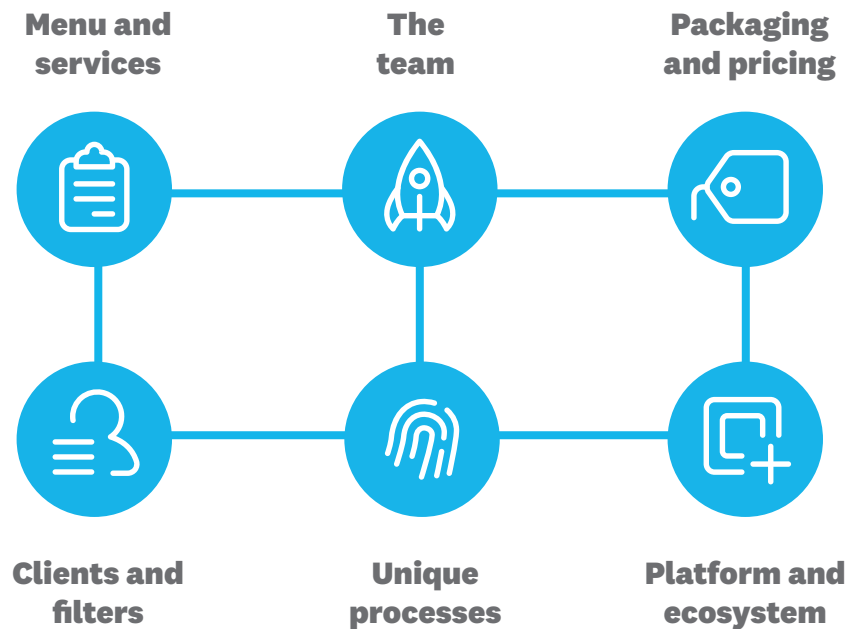 Menu and
services
The
team
Packaging
and pricing
Clients and
filters
Unique
processes
Platform and
ecosystem